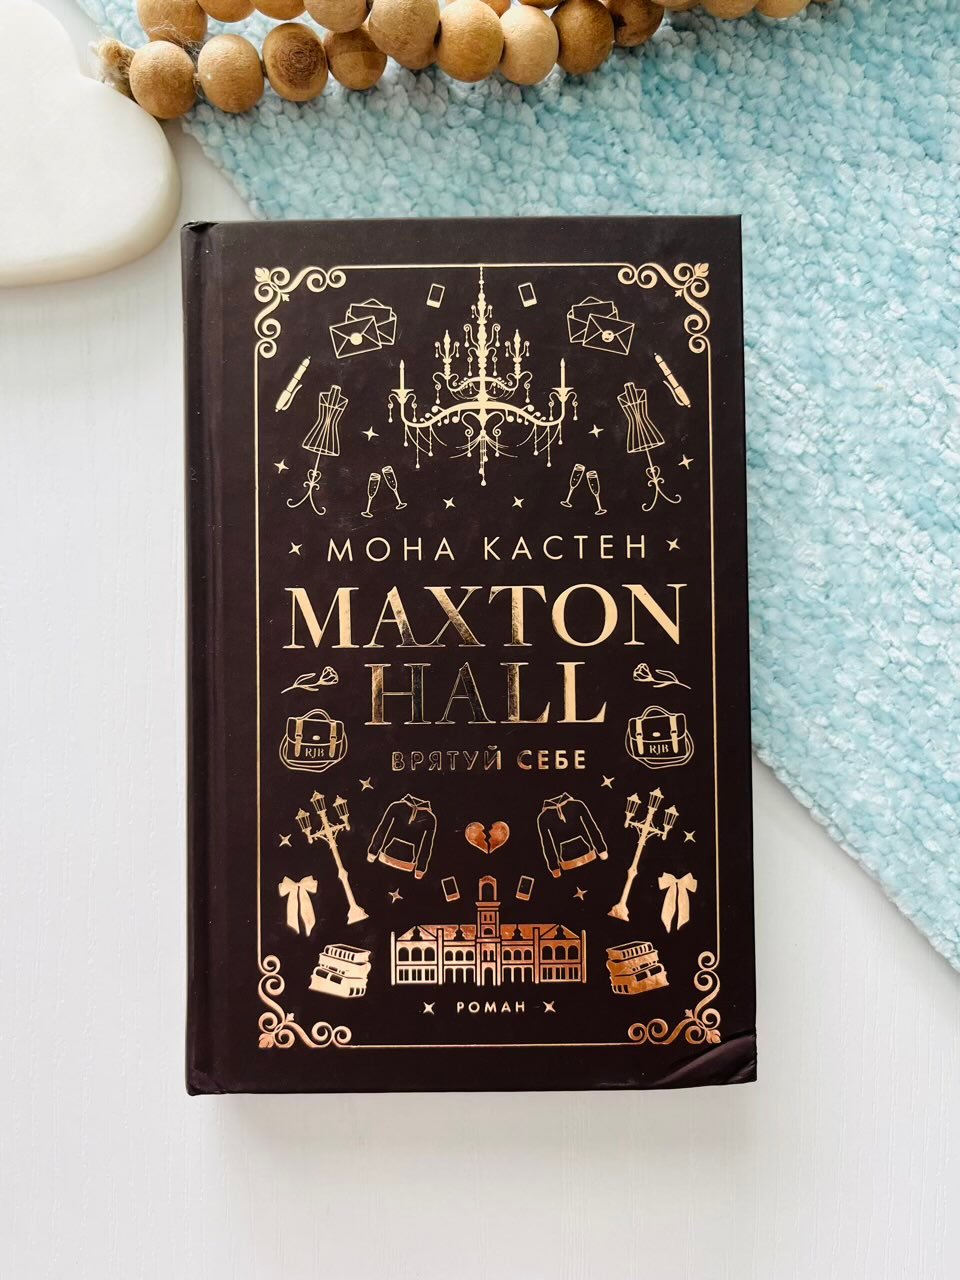 МОНА КАСТЕН
MAXTON
HALL
ВРЯТУЙ СЕБЕ
RJB RJB
РОМАН